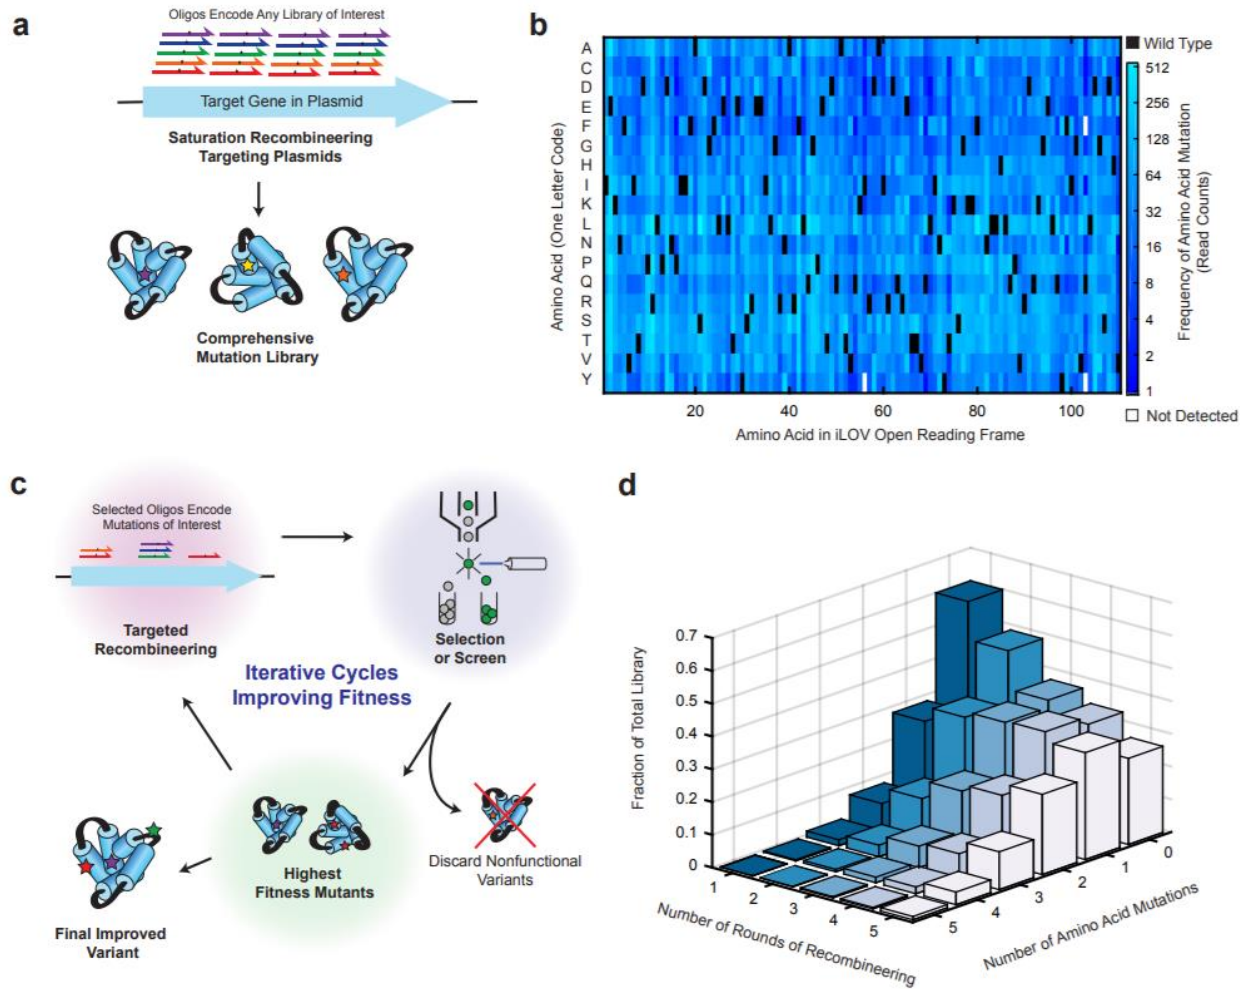 a
Oligos Encode Any Library of Interest
Target Gene in Plasmid
Saturation Recombineering
Targeting Plasmids
Comprehensive
Mutation Library
b
Amino Acid (One Letter Code)
A
C
D
E
F
G
H
I
K
L
N
P
Q
R
S
T
V
Y
20 40 60 80 100
Amino Acid in iLOV Open Reading Frame
Wild Type
512
256
128
64
32
16
8
4
2
1
Frequency of Amino Acid Mutation
(Read Counts)
Not Detected
c
Selected Oligos Encode
Mutations of Interest
Targeted
Recombineering
Selection
or Screen
Iterative Cycles
Improving Fitness
Highest
Fitness Mutants
Discard Nonfunctional
Variants
Final Improved
Variant
d
Fraction of Total Library
0.7
0.6
0.5
0.4
0.3
0.2
0.1
0
1
2
3
4
5
Number of Rounds of Recombineering
5
4
3
2
1
0
Number of Amino Acid Mutations